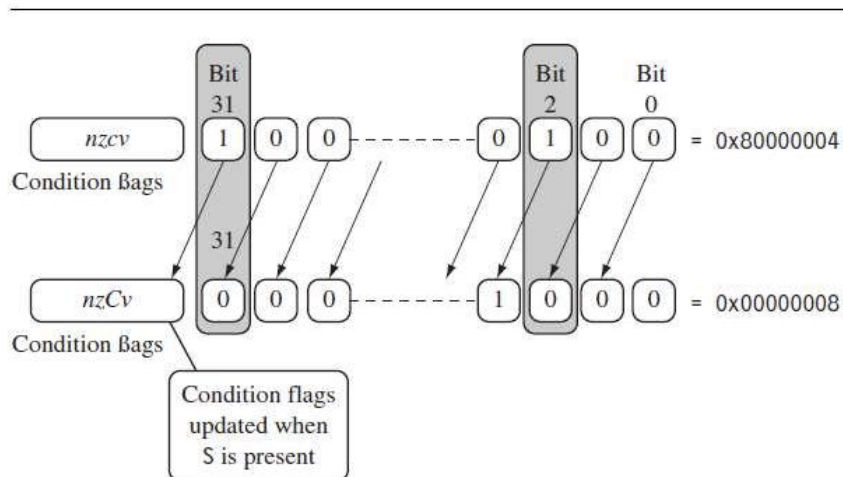 Bit Bit Bit
31 2 0
nzcv 1 0 0 0 1 0 0 = 0x80000004
Condition ßags
31
nzCv 0 0 0 1 0 0 0 = 0x00000008
Condition ßags
Condition flags
updated when
S is present